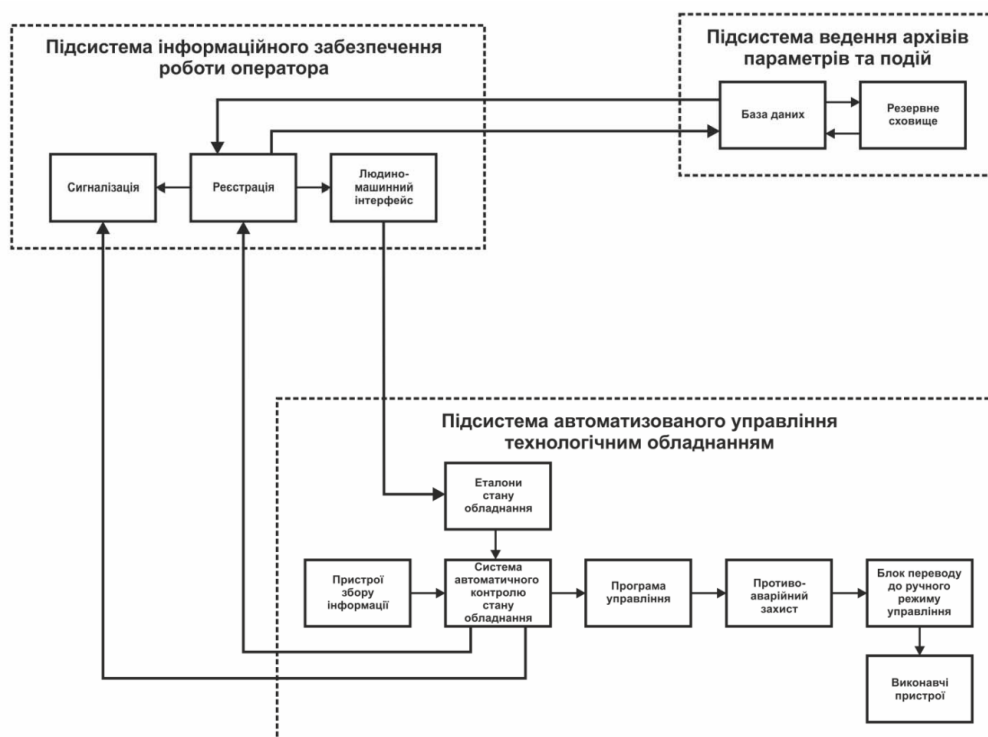 Підсистема інформаційного забезпечення
роботи оператора
Підсистема ведення архівів
параметрів та подій
База даних
Резервне
сховище
Сигналізація
Реєстрація
Людино-
машинний
інтерфейс
Підсистема автоматизованого управління
технологічним обладнанням
Еталони
стану
обладнання
Пристрої
збору
інформації
Система
автоматичного
контролю
стану
обладнання
Програма
управління
Противо-
аварійний
захист
Блок переводу
до ручного
режиму
управління
Виконавчі
пристрої